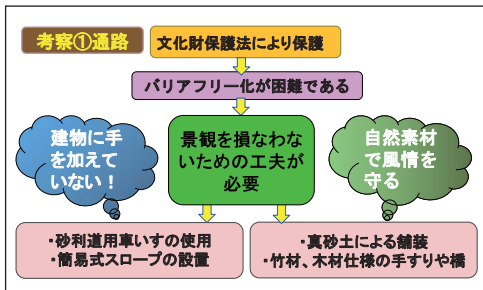 考察①通路
文化財保護法により保護
バリアフリー化が困難である
建物に手
を加えて
いない！
景観を損なわな
いための工夫が
必要
自然素材
で風情を
守る
・砂利道用車いすの使用
・簡易式スロープの設置
・真砂土による舗装
・竹材、木材仕様の手すりや橋